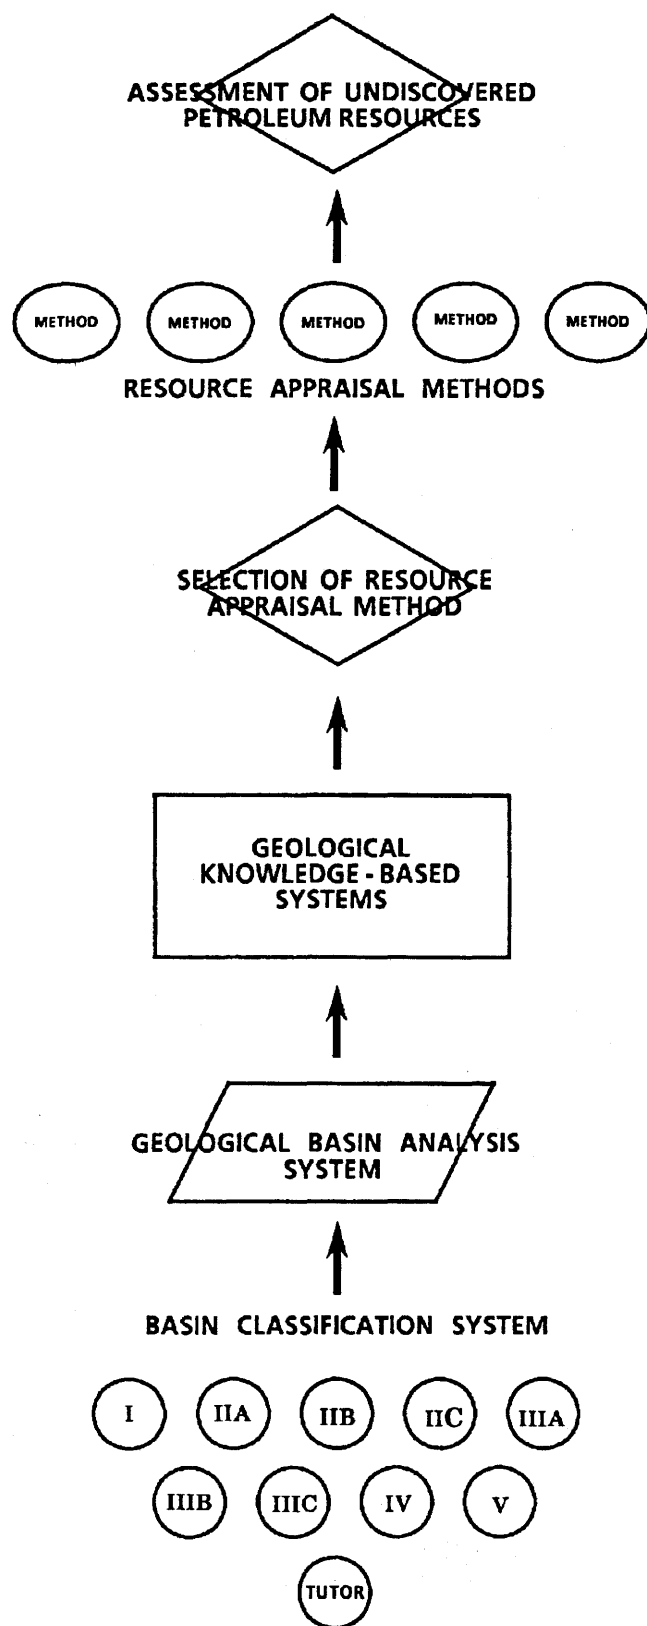 ASSESSMENT OF UNDISCOVERED
PETROLEUM RESOURCES
METHOD METHOD METHOD METHOD METHOD
RESOURCE APPRAISAL METHODS
SELECTION OF RESOURCE
APPRAISAL METHOD
GEOLOGICAL
KNOWLEDGE-BASED
SYSTEMS
GEOLOGICAL BASIN ANALYSIS
SYSTEM
BASIN CLASSIFICATION SYSTEM
I IIA IIB IIC IIIA
IIIB IIIC IV V
TUTOR